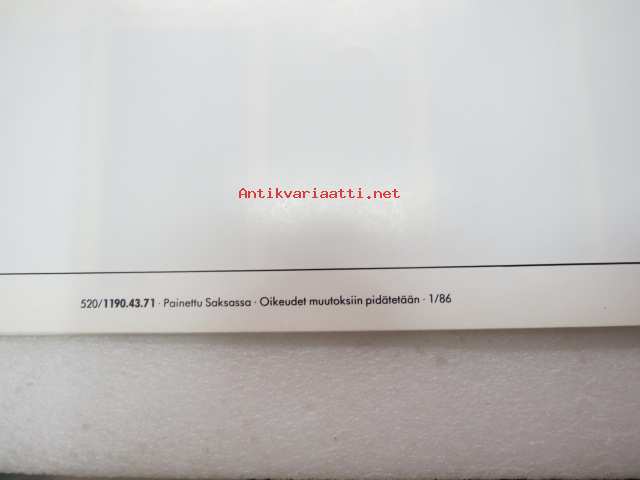 Antikvariaatti.net
520/1190.43.71 · Painettu Saksassa · Oikeudet muutoksiin pidätetään · 1/86